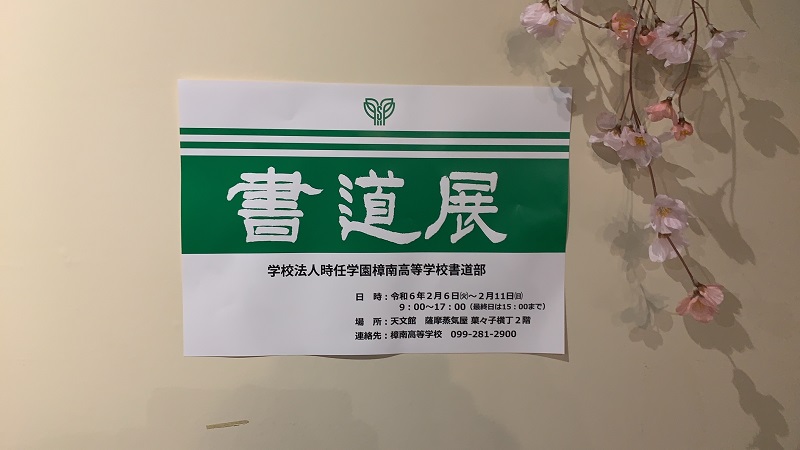 書道展
学校法人時任学園樟南高等学校書道部
日　時：令和６年２月６日㈫～２月11日㈰
９：00～17：00（最終日は15：00まで）
場　所：天文館　薩摩蒸気屋 菓々子横丁２階
連絡先：樟南高等学校　099-281-2900